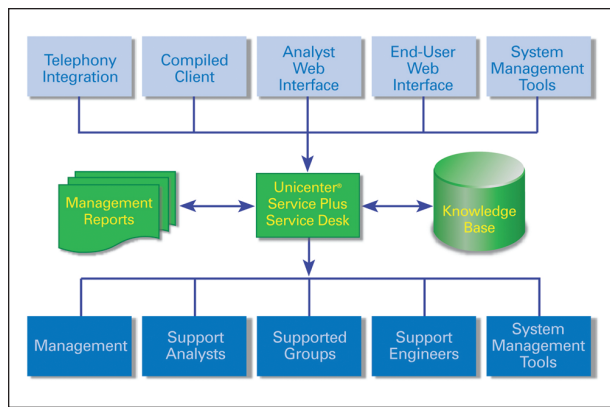 Telephony
Integration
Compiled
Client
Analyst
Web
Interface
End-User
Web
Interface
System
Management
Tools
Management
Reports
Unicenter®
Service Plus
Service Desk
Knowledge
Base
Management
Support
Analysts
Supported
Groups
Support
Engineers
System
Management
Tools